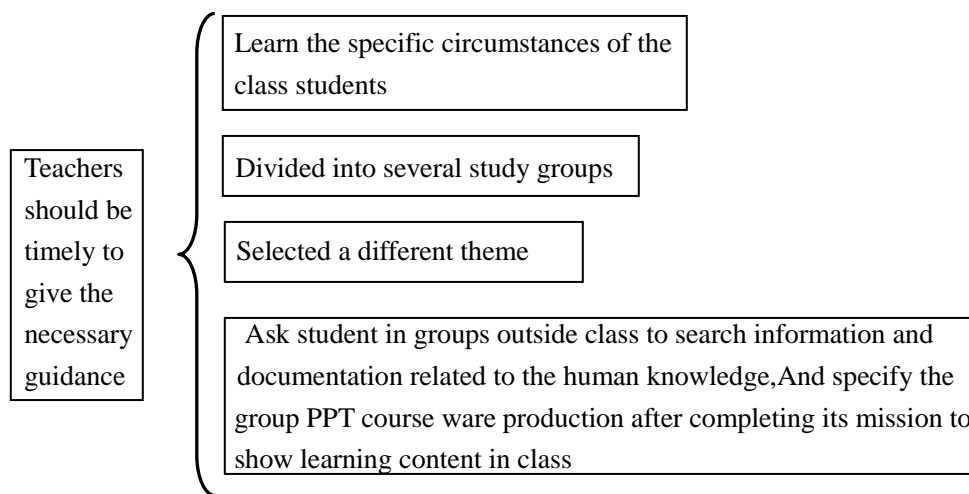 Teachers
should be
timely to
give the
necessary
guidance
Learn the specific circumstances of the
class students
Divided into several study groups
Selected a different theme
Ask student in groups outside class to search information and
documentation related to the human knowledge,And specify the
group PPT course ware production after completing its mission to
show learning content in class